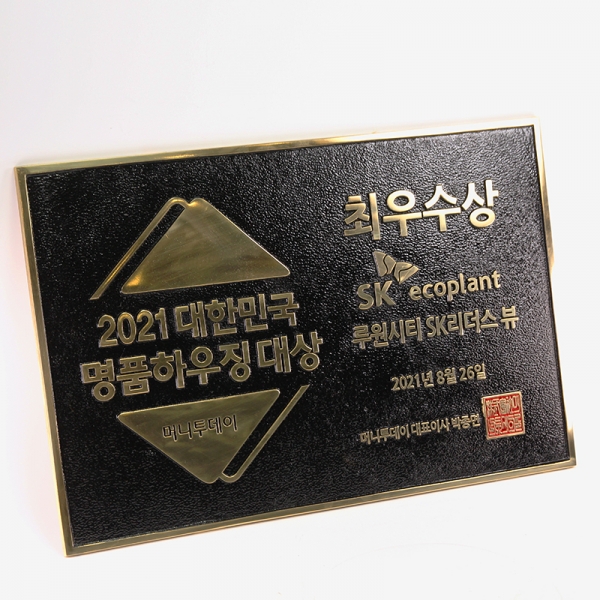 2021 대한민국
명품하우징 대상
머니투데이
최우수상
SK ecoplant
루원시티 SK리더스 뷰
2021년 8월 26일
머니투데이 대표이사 박종면